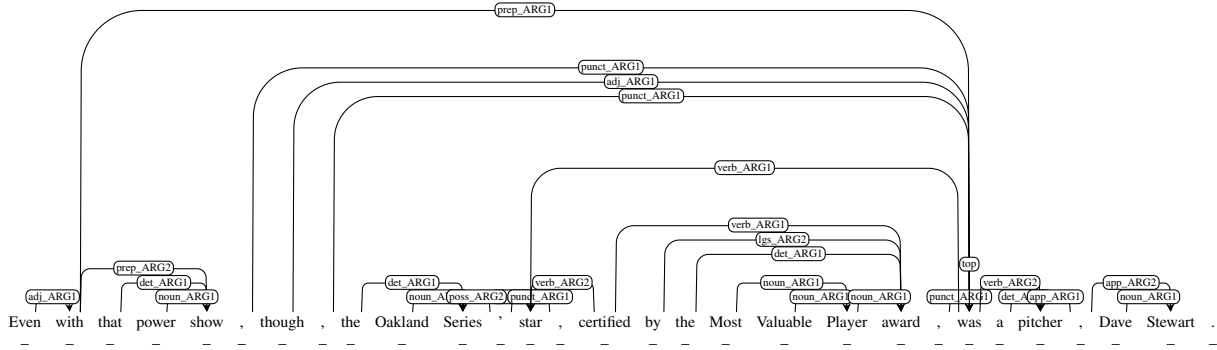 prep_ARG1
punct_ARG1
adj_ARG1
punct_ARG1
verb_ARG1
verb_ARG1
lgs_ARG2
det_ARG1
top
prep_ARG2
det_ARG1 det_ARG1 verb_ARG2 noun_ARG1 verb_ARG2 app_ARG2
adj_ARG1 noun_ARG1 poss_ARG2 punct_ARG1 noun_ARG1 noun_ARG1 punct_ARG1 app_ARG1 noun_ARG1
Even with that power show , though , the Oakland Series ' star , certified by the Most Valuable Player award , was a pitcher , Dave Stewart .
_ _ _ _ _ _ _ _ _ _ _ _ _ _ _ _ _ _ _ _ _ _ _ _ _ _ _ _ _ _